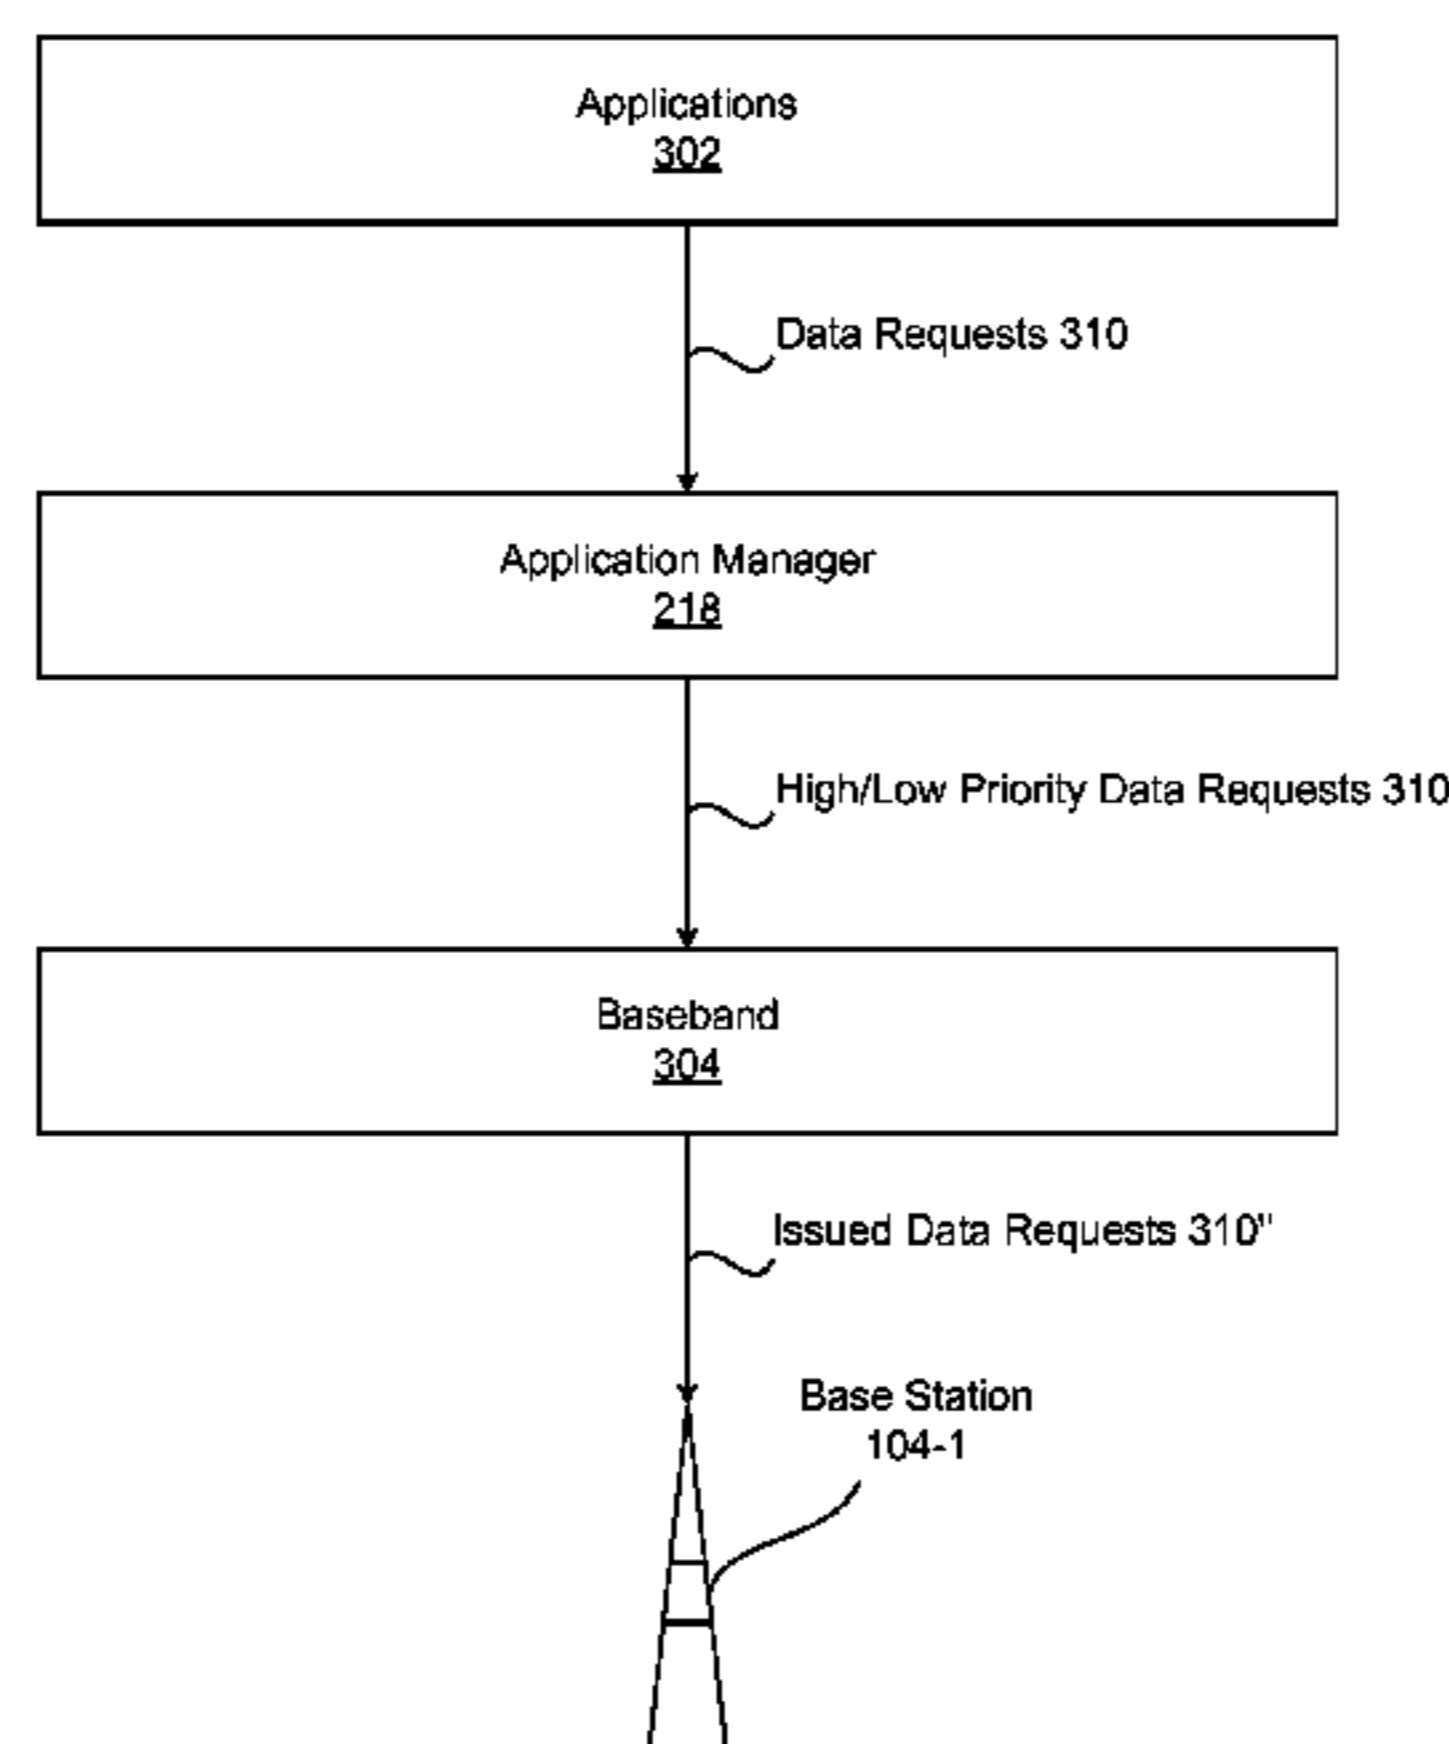 Applications
302
Data Requests 310
Application Manager
218
High/Low Priority Data Requests 310
Baseband
304
Issued Data Requests 310"
Base Station
104-1